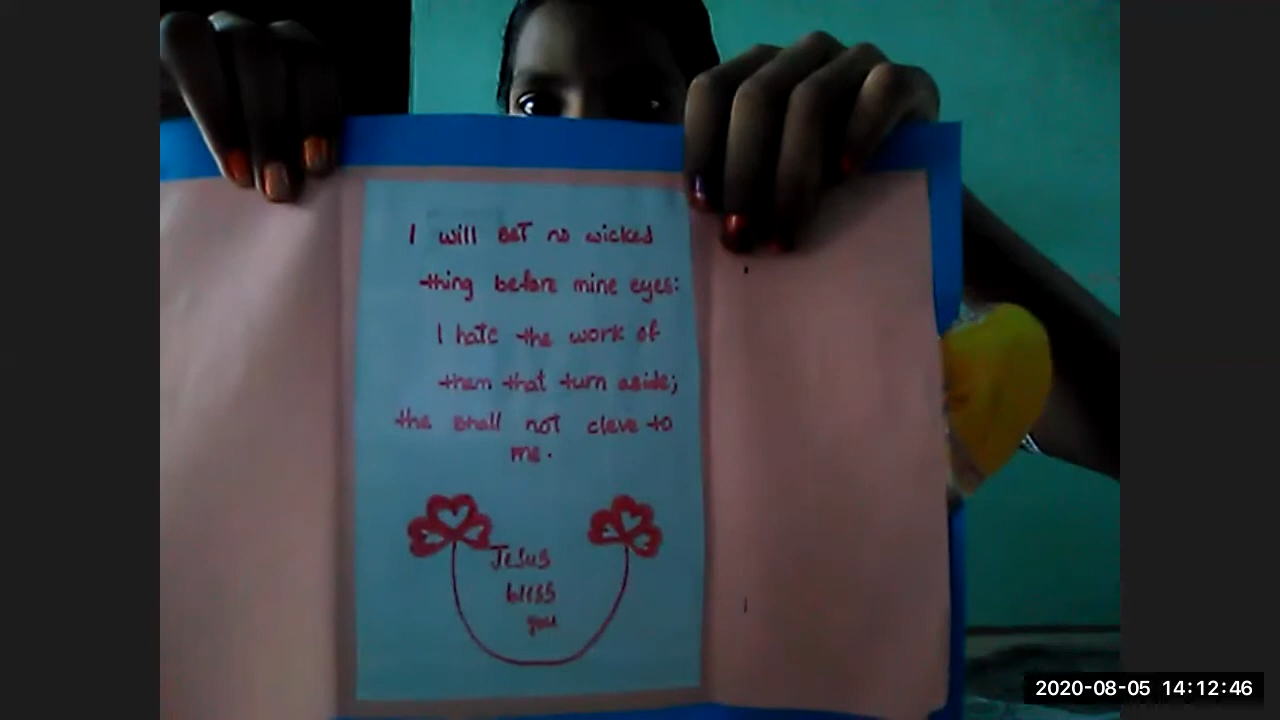 I will set no wicked
thing before mine eyes:
I hate the work of
them that turn aside;
the shall not cleve to
me.
Jesus
bless
you
2020-08-05 14:12:46